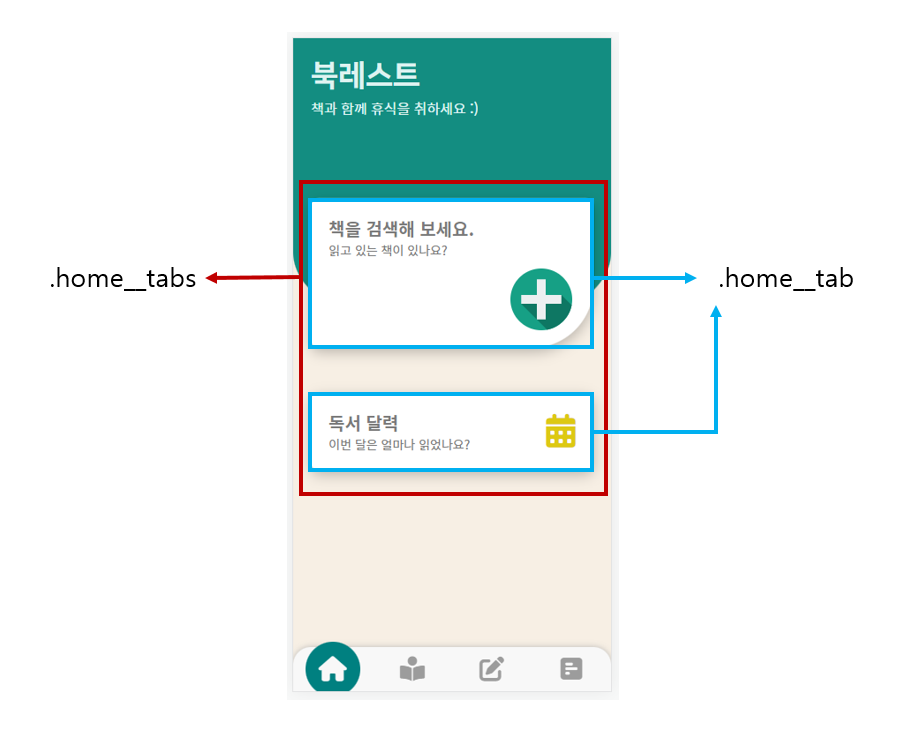 북레스트
책과 함께 휴식을 취하세요 :)
책을 검색해 보세요.
읽고 있는 책이 있나요?
.home__tabs
.home__tab
독서 달력
이번 달은 얼마나 읽었나요?